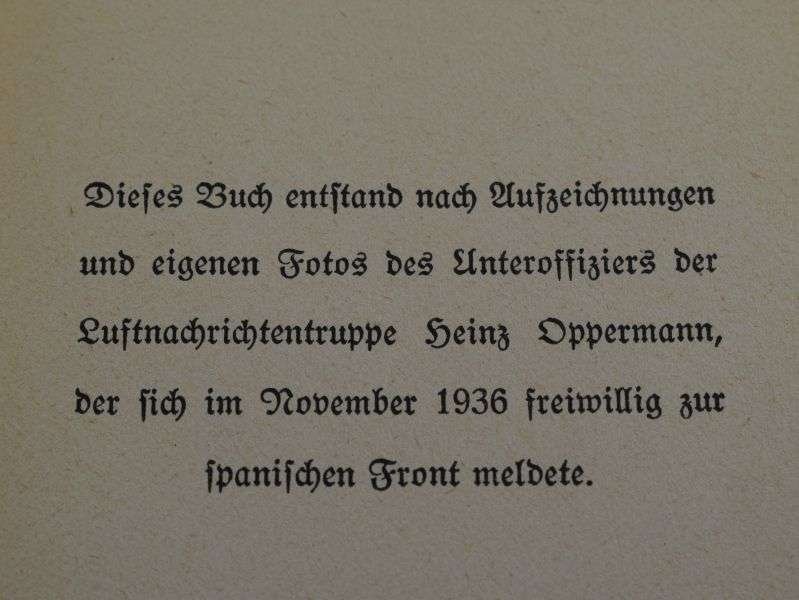 Dieſes Buch entſtand nach Aufzeichnungen
und eigenen Fotos des Unteroffiziers der
Luftnachrichtentruppe Heinz Oppermann,
der ſich im November 1936 freiwillig zur
ſpaniſchen Front meldete.